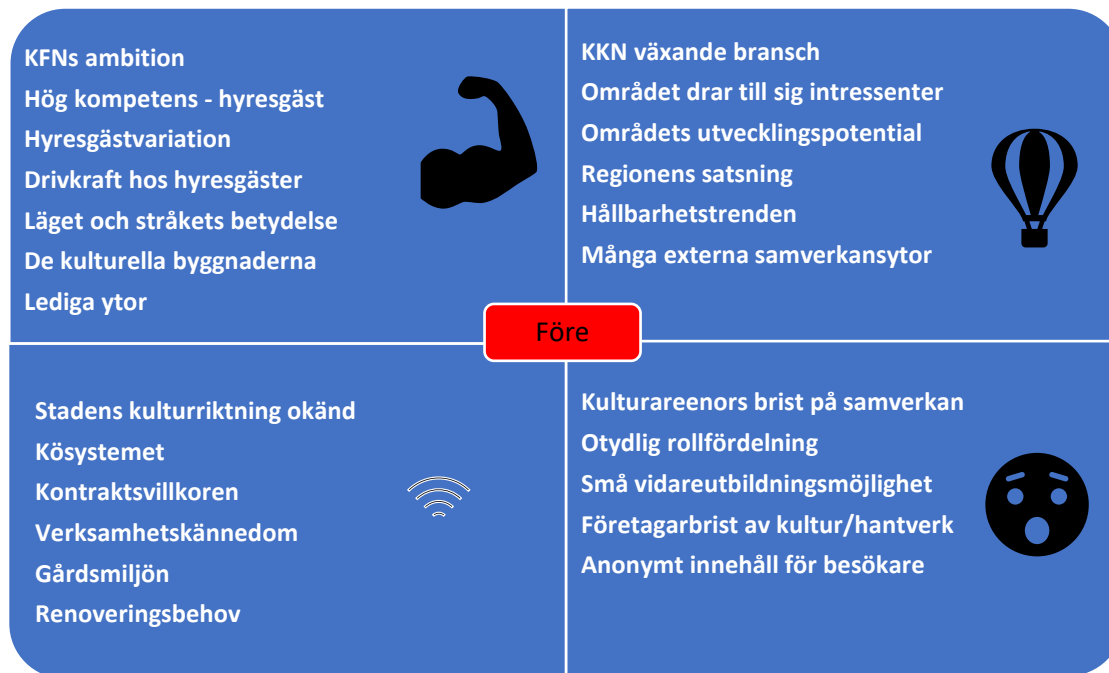 KFNs ambition
Hög kompetens - hyresgäst
Hyresgästvariation
Drivkraft hos hyresgäster
Läget och stråkets betydelse
De kulturella byggnaderna
Lediga ytor
KKN växande bransch
Området drar till sig intressenter
Områdets utvecklingspotential
Regionens satsning
Hållbarhetstrenden
Många externa samverkansytor
Före
Stadens kulturriktning okänd
Kösystemet
Kontraktsvillkoren
Verksamhetskännedom
Gårdsmiljön
Renoveringsbehov
Kulturareenors brist på samverkan
Otydlig rollfördelning
Små vidareutbildningsmöjlighet
Företagarbrist av kultur/hantverk
Anonymt innehåll för besökare